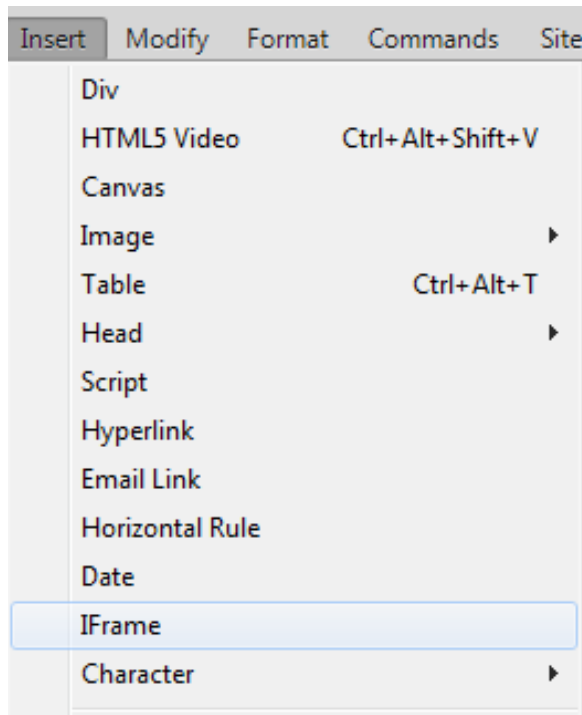 Insert Modify Format Commands Site
Div
HTML5 Video Ctrl+Alt+Shift+V
Canvas
Image
Table Ctrl+Alt+T
Head
Script
Hyperlink
Email Link
Horizontal Rule
Date
IFrame
Character